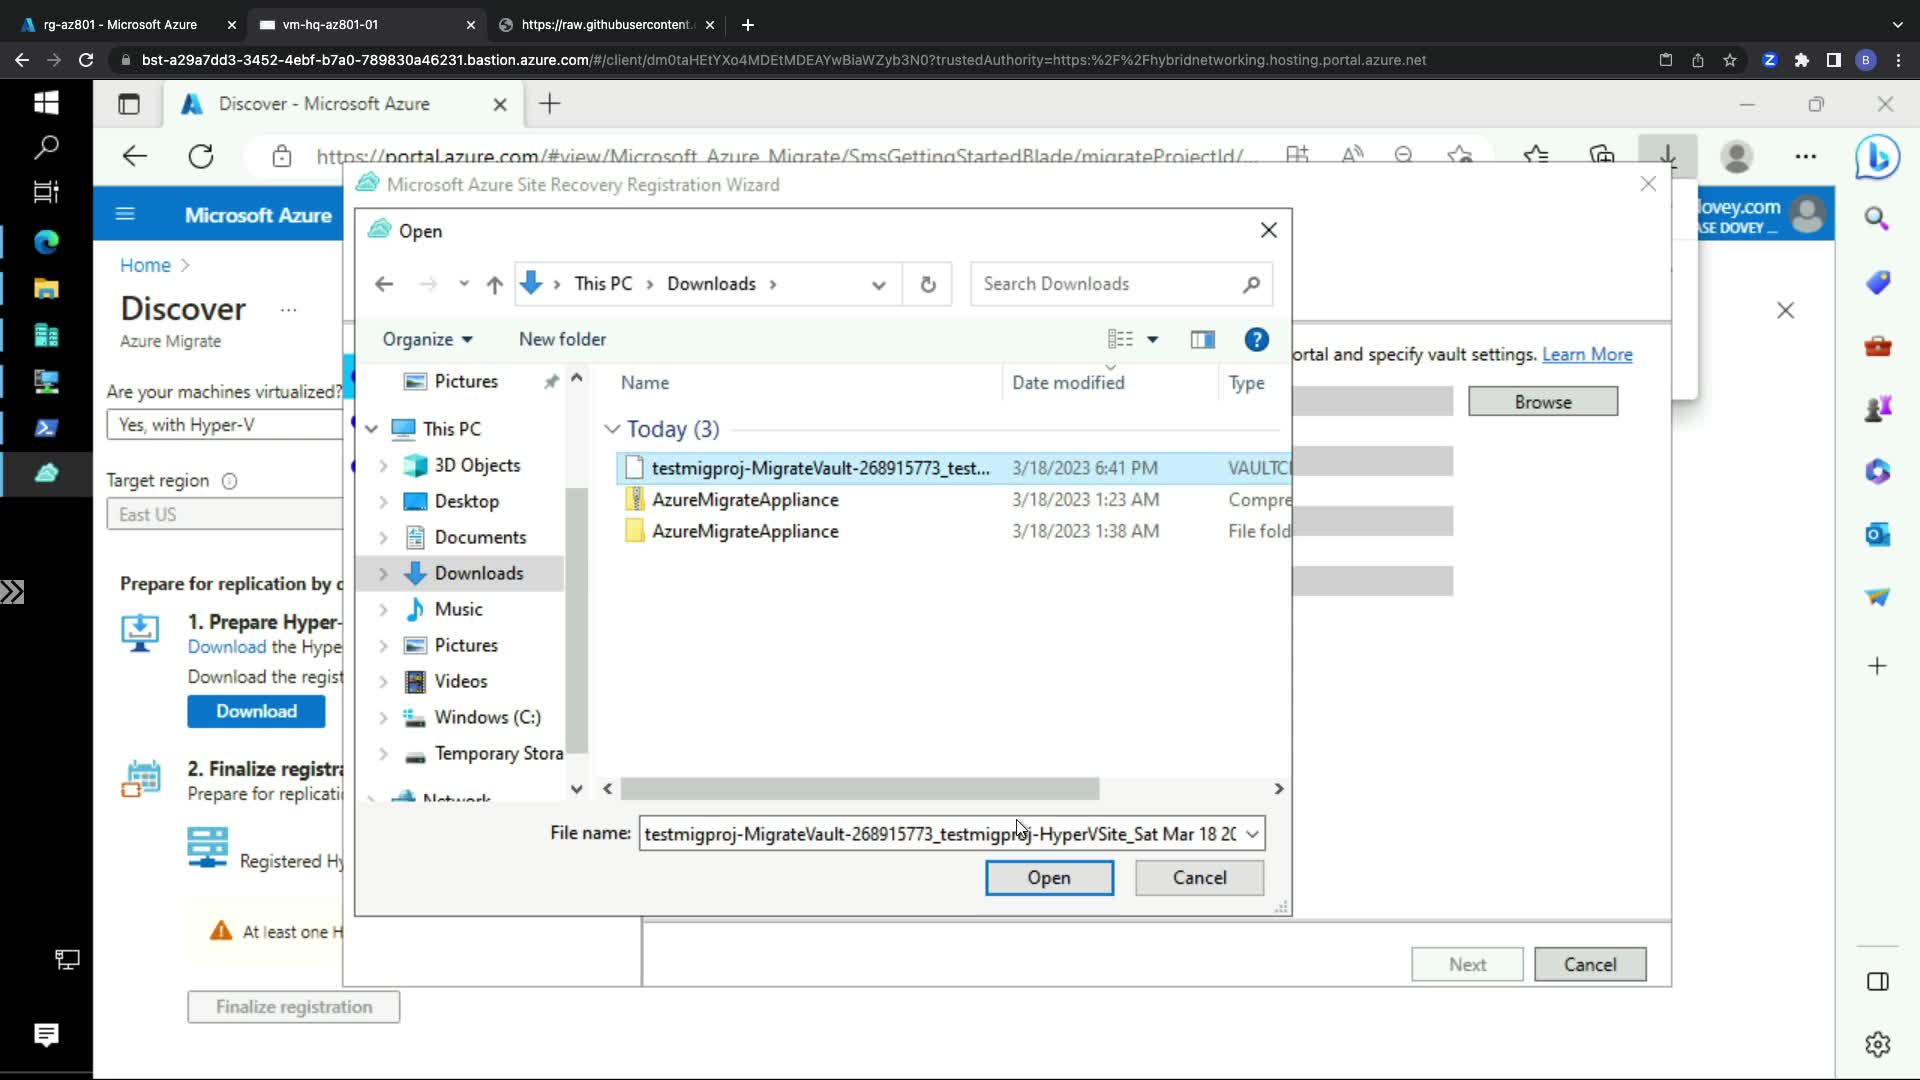 rg-az801 - Microsoft Azure
vm-hq-az801-01
https://raw.githubusercontent.
bst-a29a7dd3-3452-4ebf-b7a0-789830a46231.bastion.azure.com/#/client/dm0taHEtYXo4MDEtMDEAYwBiaWZyb3N0?trustedAuthority=https:%2F%2Fhybridnetworking.hosting.portal.azure.net
B
Discover - Microsoft Azure
https://portal.azure.com/#view/Microsoft_Azure_Migrate/SmsGettingStartedBlade/migrateProjectId/...
Microsoft Azure Site Recovery Registration Wizard
Microsoft Azure
lovey.com
ASE DOVEY ...
Home >
Discover ...
Azure Migrate
Are your machines virtualized?
Yes, with Hyper-V
Target region
East US
Prepare for replication by d
1. Prepare Hyper-
Download the Hype
Download the regist
Download
2. Finalize registra
Prepare for replicati
Registered Hy
At least one H
Finalize registration
Open
This PC > Downloads >
Search Downloads
Organize
New folder
Pictures
This PC
3D Objects
Desktop
Documents
Downloads
Music
Pictures
Videos
Windows (C:)
Temporary Stora
Network
Name
Date modified
Type
Today (3)
testmigproj-MigrateVault-268915773_test... 3/18/2023 6:41 PM VAULTC
AzureMigrateAppliance 3/18/2023 1:23 AM Compre
AzureMigrateAppliance 3/18/2023 1:38 AM File fold
File name: testmigproj-MigrateVault-268915773_testmigproj-HyperVSite_Sat Mar 18 20
Open
Cancel
ortal and specify vault settings. Learn More
Browse
Next
Cancel